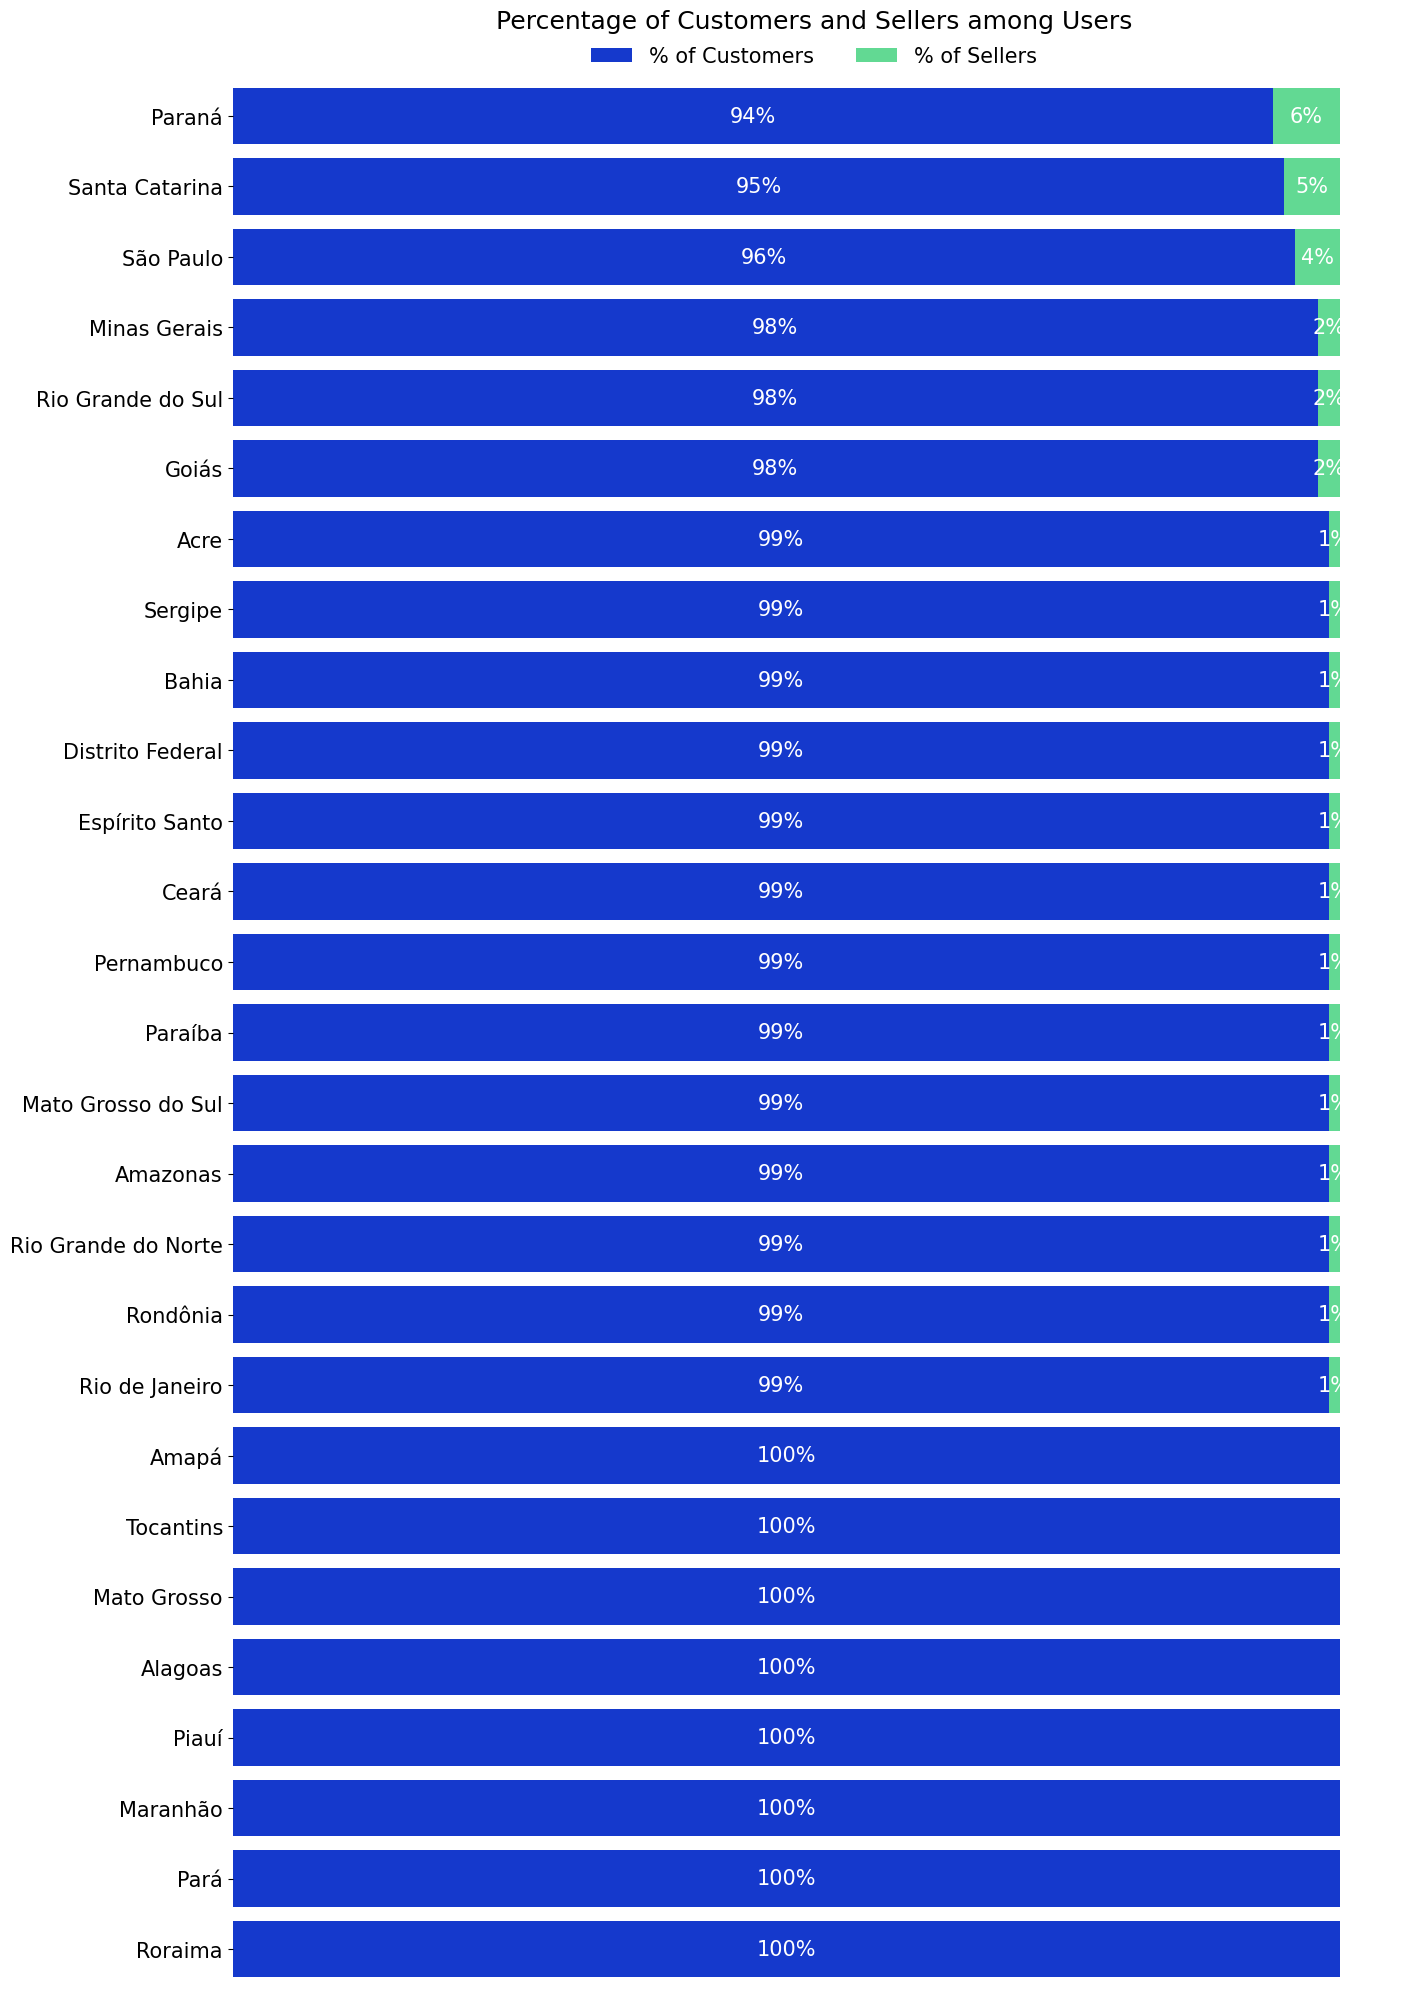 Percentage of Customers and Sellers among Users
% of Customers % of Sellers
Paraná 94% 6%
Santa Catarina 95% 5%
São Paulo 96% 4%
Minas Gerais 98% 2%
Rio Grande do Sul 98% 2%
Goiás 98% 2%
Acre 99% 1%
Sergipe 99% 1%
Bahia 99% 1%
Distrito Federal 99% 1%
Espírito Santo 99% 1%
Ceará 99% 1%
Pernambuco 99% 1%
Paraíba 99% 1%
Mato Grosso do Sul 99% 1%
Amazonas 99% 1%
Rio Grande do Norte 99% 1%
Rondônia 99% 1%
Rio de Janeiro 99% 1%
Amapá 100%
Tocantins 100%
Mato Grosso 100%
Alagoas 100%
Piauí 100%
Maranhão 100%
Pará 100%
Roraima 100%